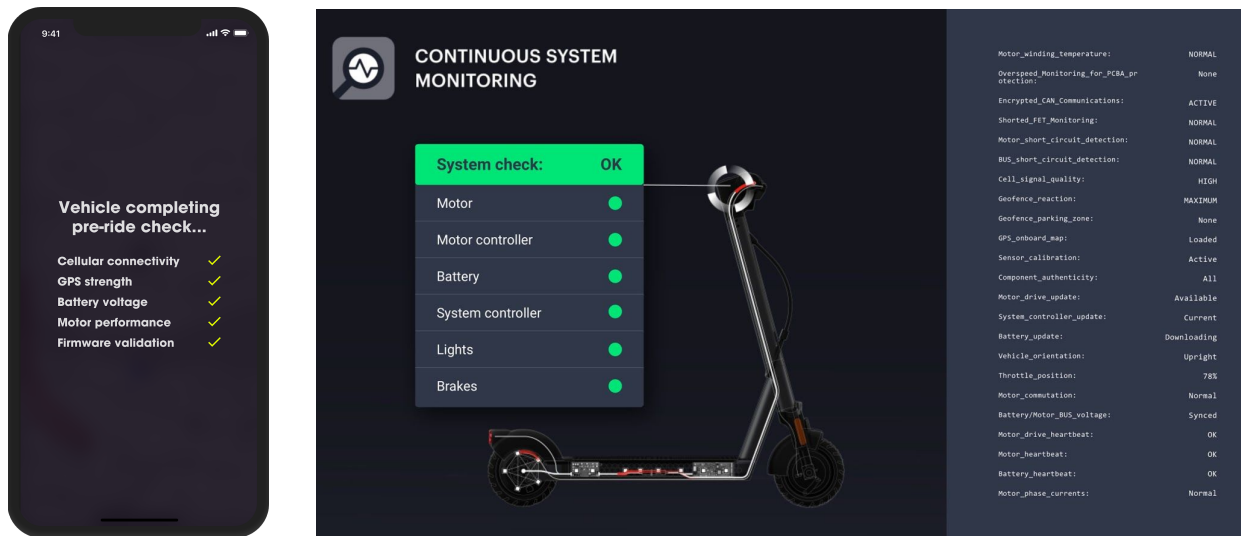 9:41
Vehicle completing
pre-ride check...
Cellular connectivity
GPS strength
Battery voltage
Motor performance
Firmware validation
CONTINUOUS SYSTEM
MONITORING
System check: OK
Motor
Motor controller
Battery
System controller
Lights
Brakes
Motor_winding_temperature: NORMAL
Overspeed_Monitoring_for_PCBA_pr None
otection:
Encrypted_CAN_Communications: ACTIVE
Shorted_FET_Monitoring: NORMAL
Motor_short_circuit_detection: NORMAL
BUS_short_circuit_detection: NORMAL
Cell_signal_quality: HIGH
Geofence_reaction: MAXIMUM
Geofence_parking_zone: None
GPS_onboard_map: Loaded
Sensor_calibration: Active
Component_authenticity: All
Motor_drive_update: Available
System_controller_update: Current
Battery_update: Downloading
Vehicle_orientation: Upright
Throttle_position: 78%
Motor_commutation: Normal
Battery/Motor_BUS_voltage: Synced
Motor_drive_heartbeat: OK
Motor_heartbeat: OK
Battery_heartbeat: OK
Motor_phase_currents: Normal